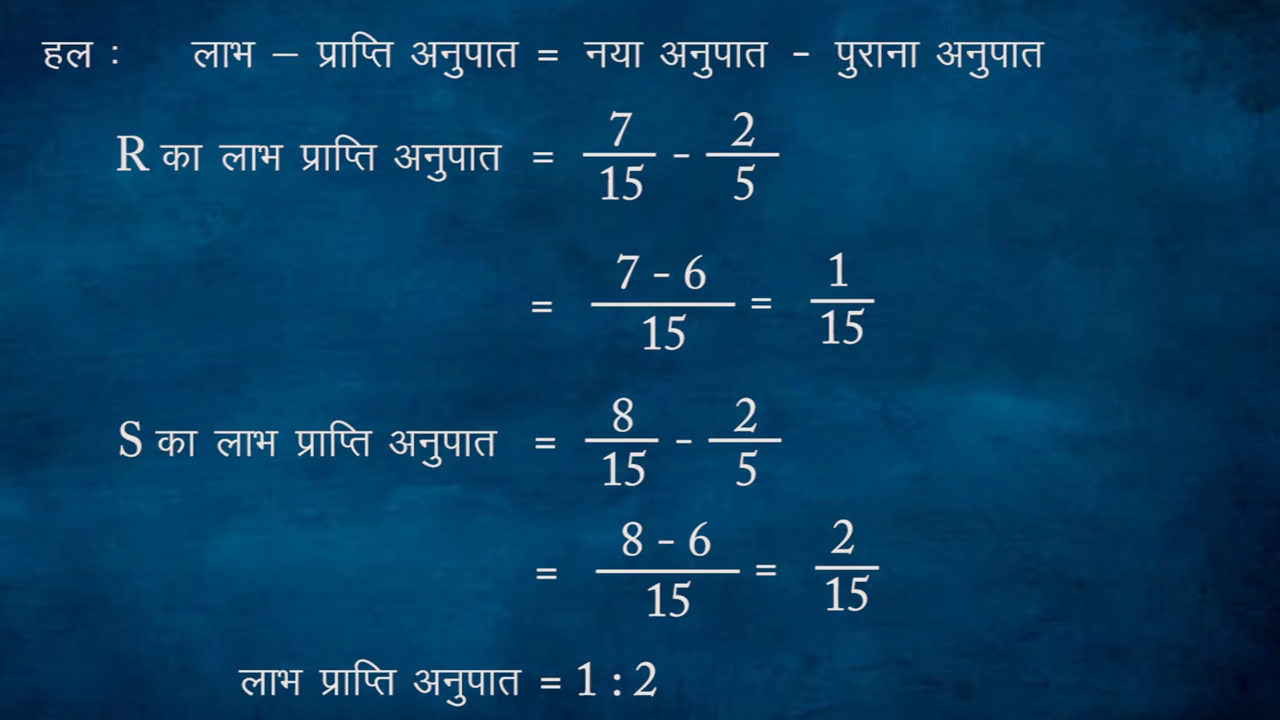 हल : लाभ – प्राप्ति अनुपात = नया अनुपात - पुराना अनुपात
R का लाभ प्राप्ति अनुपात = 7/15 - 2/5
= 7 - 6/15 = 1/15
S का लाभ प्राप्ति अनुपात = 8/15 - 2/5
= 8 - 6/15 = 2/15
लाभ प्राप्ति अनुपात = 1 : 2